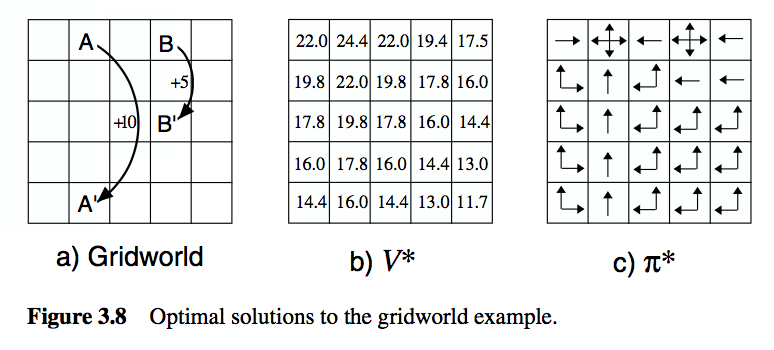 A B
+5
+10 B'
A'
22.0 24.4 22.0 19.4 17.5
19.8 22.0 19.8 17.8 16.0
17.8 19.8 17.8 16.0 14.4
16.0 17.8 16.0 14.4 13.0
14.4 16.0 14.4 13.0 11.7
a) Gridworld
b) V*
c) π*
Figure 3.8 Optimal solutions to the gridworld example.